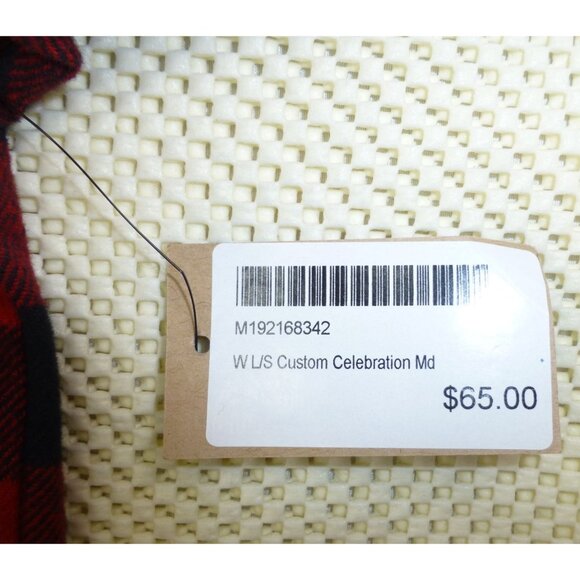 M192168342
W L/S Custom Celebration Md
$65.00